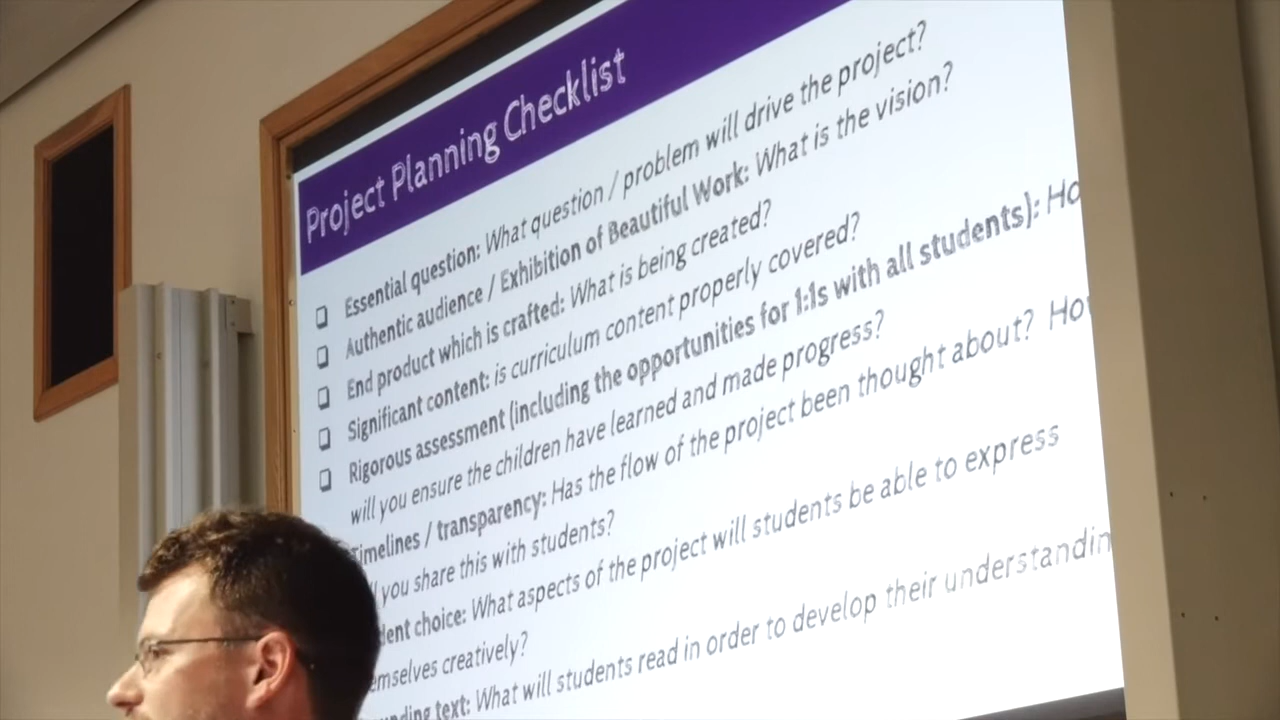 Project Planning Checklist
Essential question: What question / problem will drive the project?
Authentic audience / Exhibition of Beautiful Work: What is the vision?
End product which is crafted: What is being created?
Significant content: is curriculum content properly covered?
Rigorous assessment (including the opportunities for 1:1s with all students): Ho
will you ensure the children have learned and made progress?
Timelines / transparency: Has the flow of the project been thought about? Ho
you share this with students?
dent choice: What aspects of the project will students be able to express
emselves creatively?
text: What will students read in order to develop their understandin